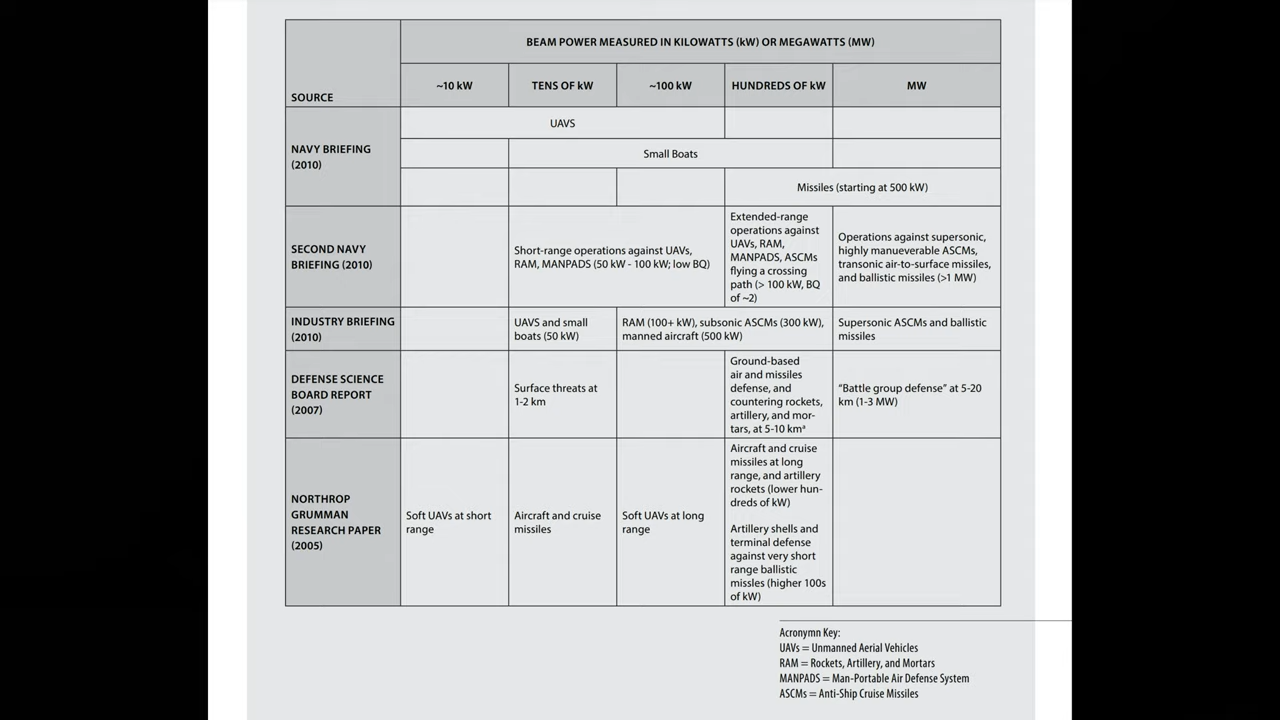 BEAM POWER MEASURED IN KILOWATTS (kW) OR MEGAWATTS (MW)
SOURCE
~10 kW
TENS OF kW
~100 kW
HUNDREDS OF kW
MW
NAVY BRIEFING
(2010)
UAVS
Small Boats
Missiles (starting at 500 kW)
SECOND NAVY
BRIEFING (2010)
Short-range operations against UAVs,
RAM, MANPADS (50 kW - 100 kW; low BQ)
Extended-range
operations against
UAVs, RAM,
MANPADS, ASCMs
flying a crossing
path (> 100 kW, BQ
of ~2)
Operations against supersonic,
highly manueverable ASCMs,
transonic air-to-surface missiles,
and ballistic missiles (>1 MW)
INDUSTRY BRIEFING
(2010)
UAVS and small
boats (50 kW)
RAM (100+ kW), subsonic ASCMs (300 kW),
manned aircraft (500 kW)
Supersonic ASCMs and ballistic
missiles
DEFENSE SCIENCE
BOARD REPORT
(2007)
Surface threats at
1-2 km
Ground-based
air and missiles
defense, and
countering rockets,
artillery, and mor-
tars, at 5-10 kmª
"Battle group defense" at 5-20
km (1-3 MW)
NORTHROP
GRUMMAN
RESEARCH PAPER
(2005)
Soft UAVs at short
range
Aircraft and cruise
missiles
Soft UAVs at long
range
Aircraft and cruise
missiles at long
range, and artillery
rockets (lower hun-
dreds of kW)
Artillery shells and
terminal defense
against very short
range ballistic
missles (higher 100s
of kW)
Acronymn Key:
UAVs = Unmanned Aerial Vehicles
RAM = Rockets, Artillery, and Mortars
MANPADS = Man-Portable Air Defense System
ASCMs = Anti-Ship Cruise Missiles